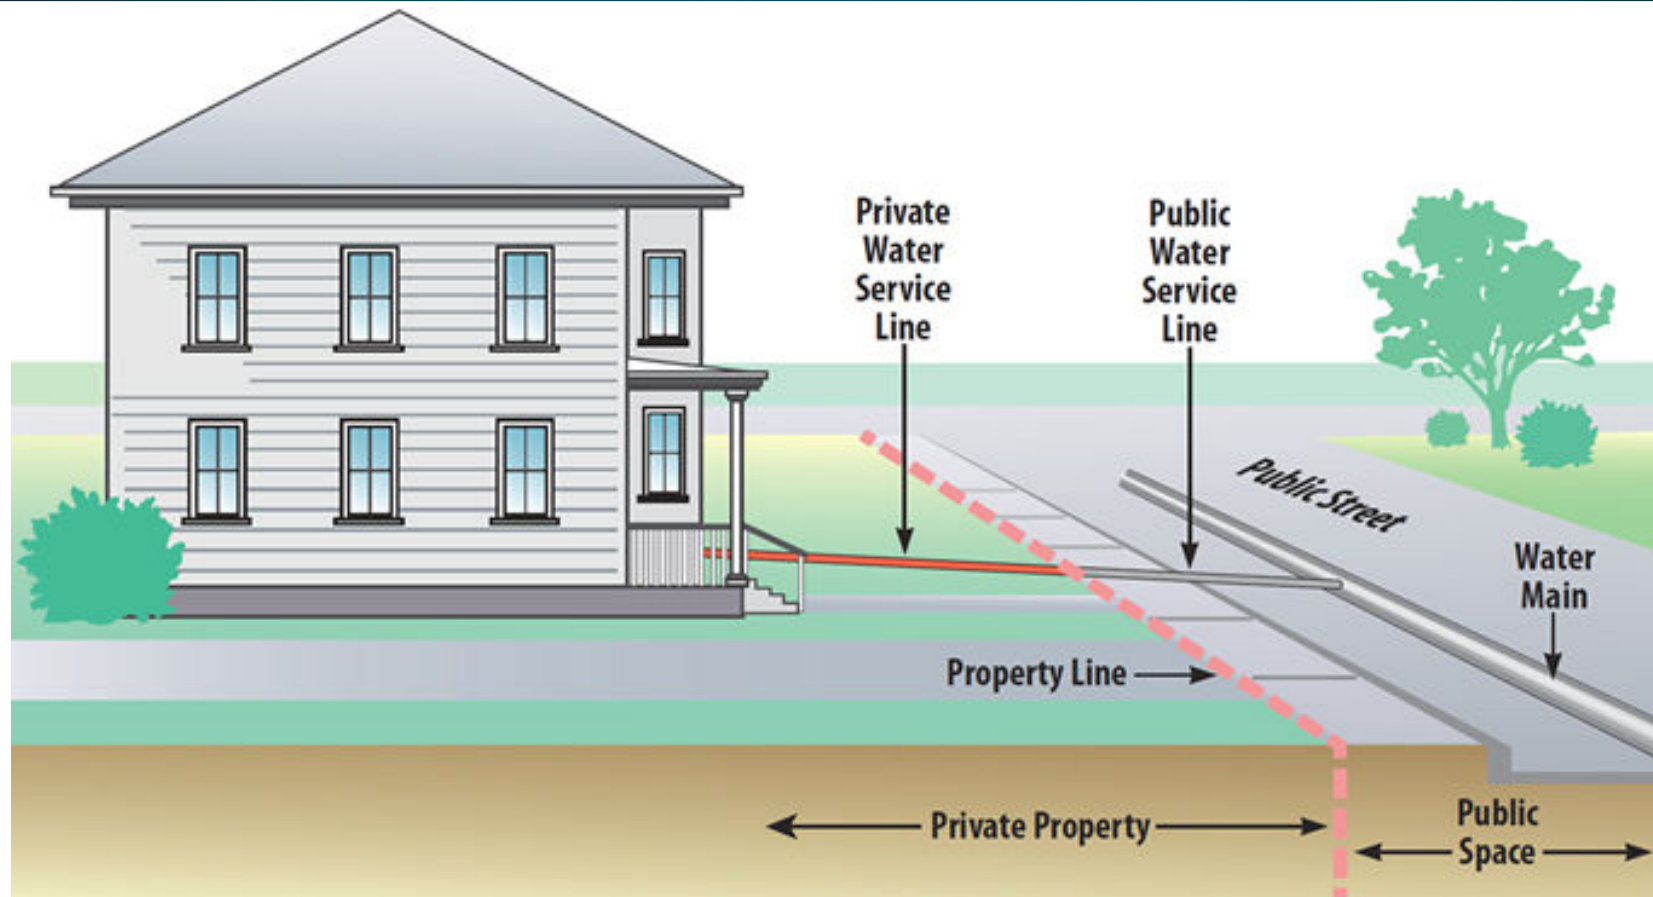 Private
Water
Service
Line
Public
Water
Service
Line
Public Street
Water
Main
Property Line
Private Property
Public
Space